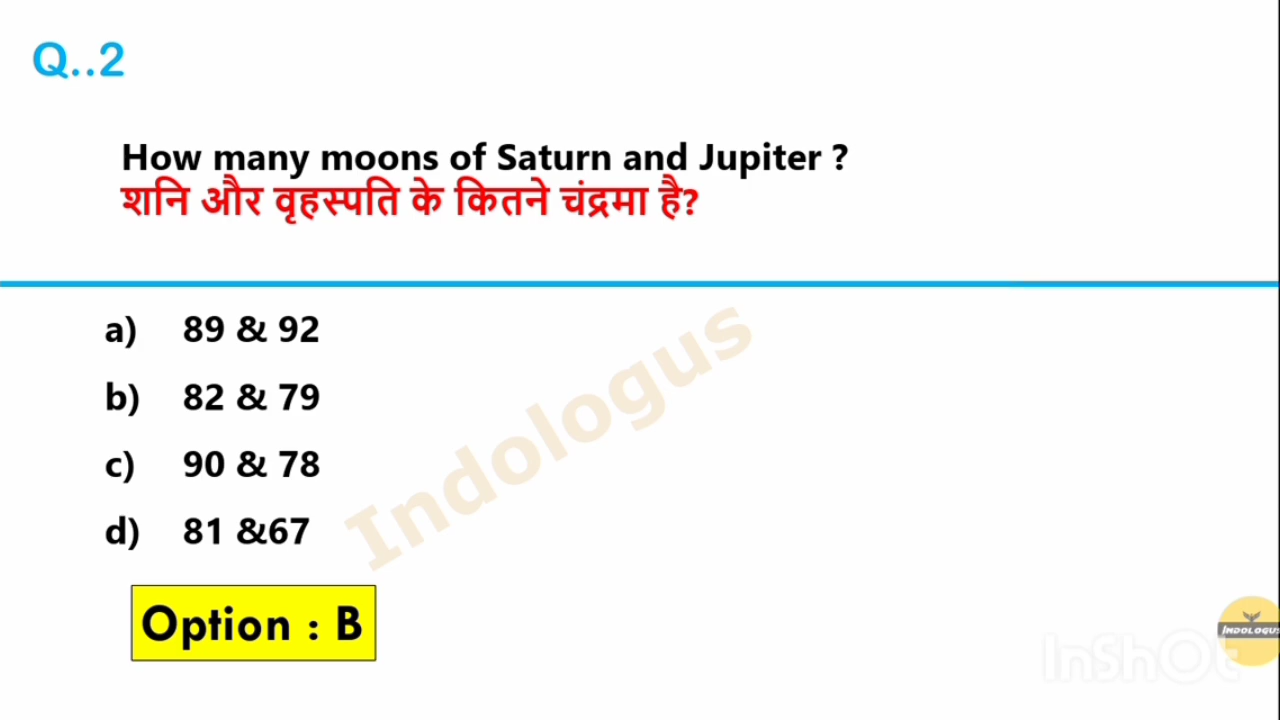 Q..2
How many moons of Saturn and Jupiter ?
शनि और वृहस्पति के कितने चंद्रमा है?
a) 89 & 92
b) 82 & 79
c) 90 & 78
d) 81 &67
Indologus
Option : B
INDOLOGUS
InShOt